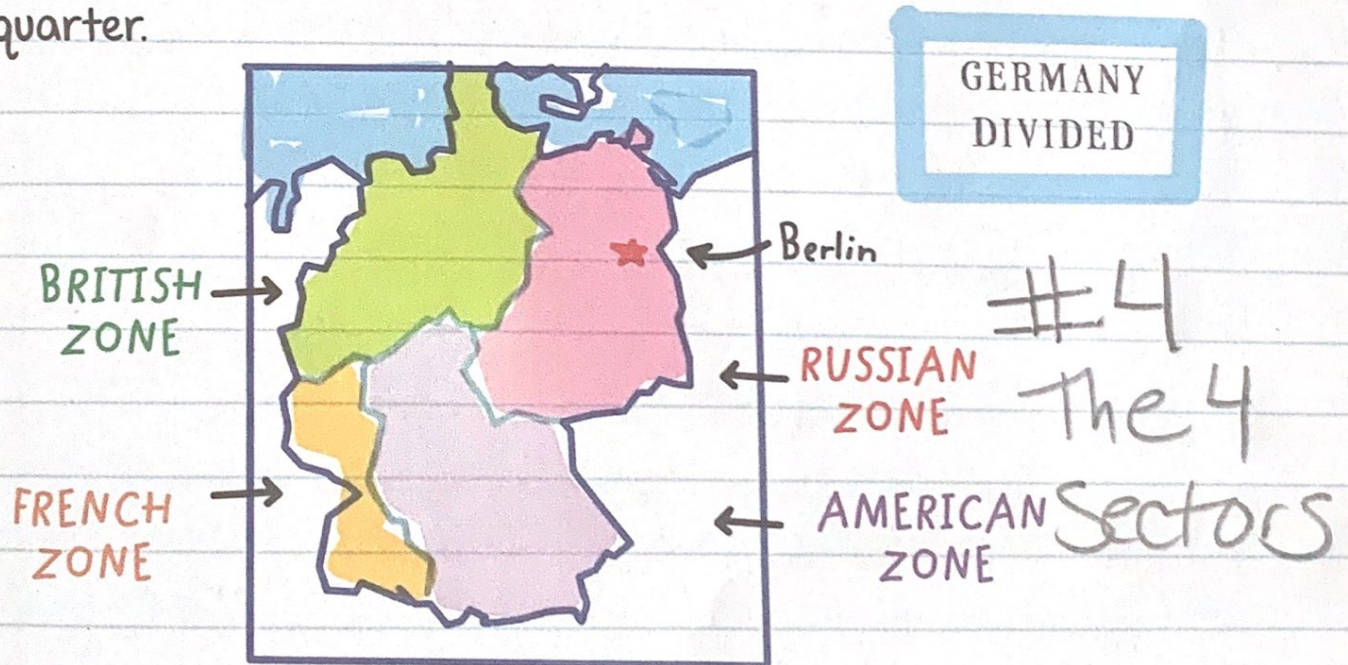 quarter.
GERMANY
DIVIDED
Berlin
BRITISH
ZONE
#4
RUSSIAN
ZONE
The 4
FRENCH
ZONE
AMERICAN
ZONE
Sectors